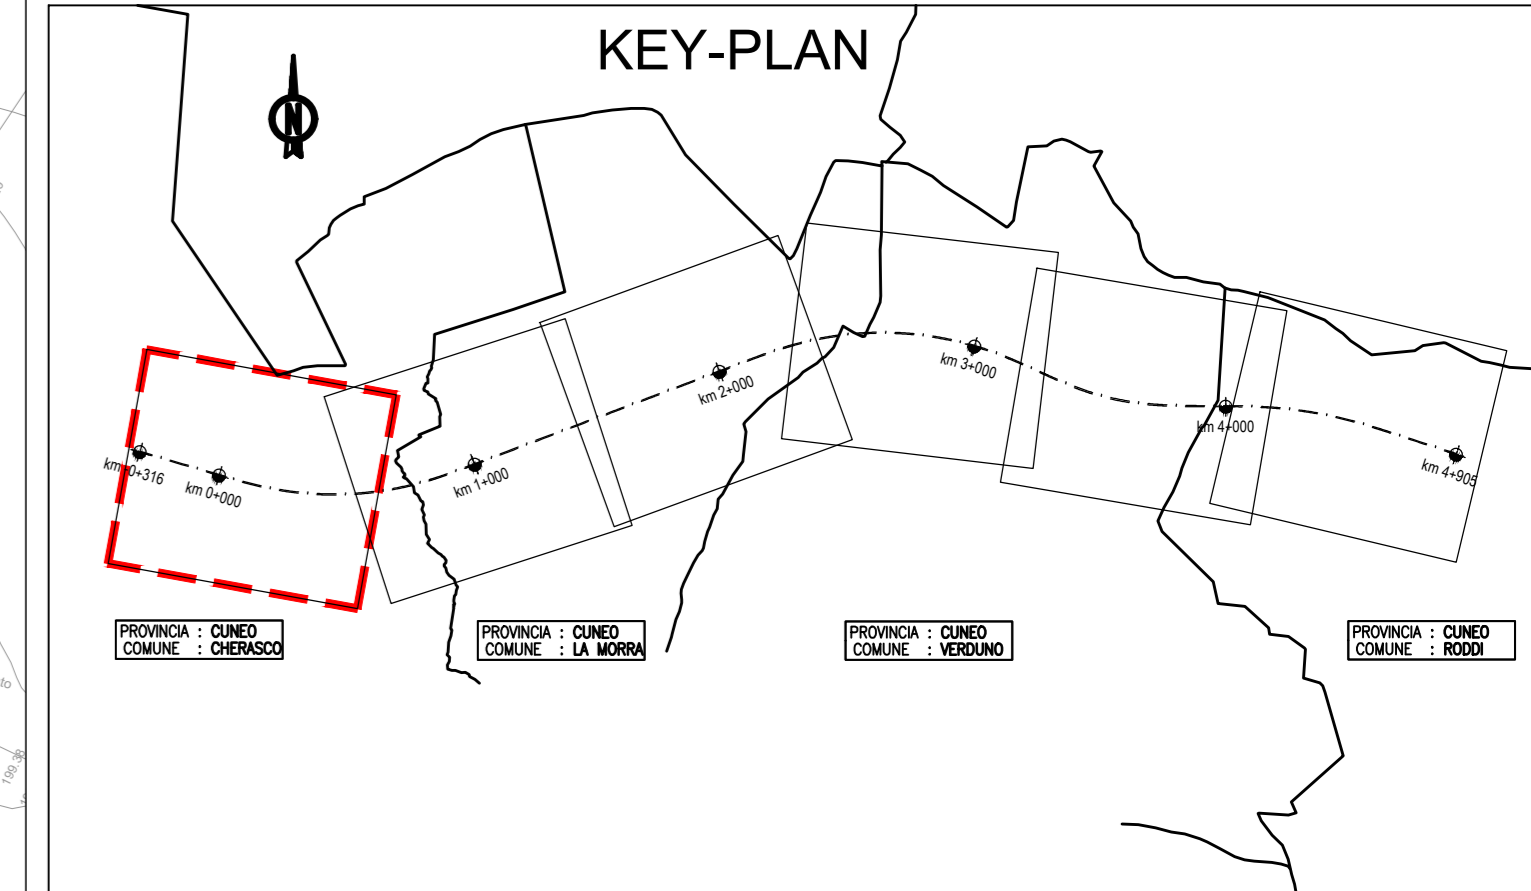 KEY-PLAN
N
km 3+000
km 2+000
km 4+000
km 0+316
km 0+000
km 1+000
km 4+905
PROVINCIA : CUNEO
COMUNE : CHERASCO
PROVINCIA : CUNEO
COMUNE : LA MORRA
PROVINCIA : CUNEO
COMUNE : VERDUNO
PROVINCIA : CUNEO
COMUNE : RODDI
199.38